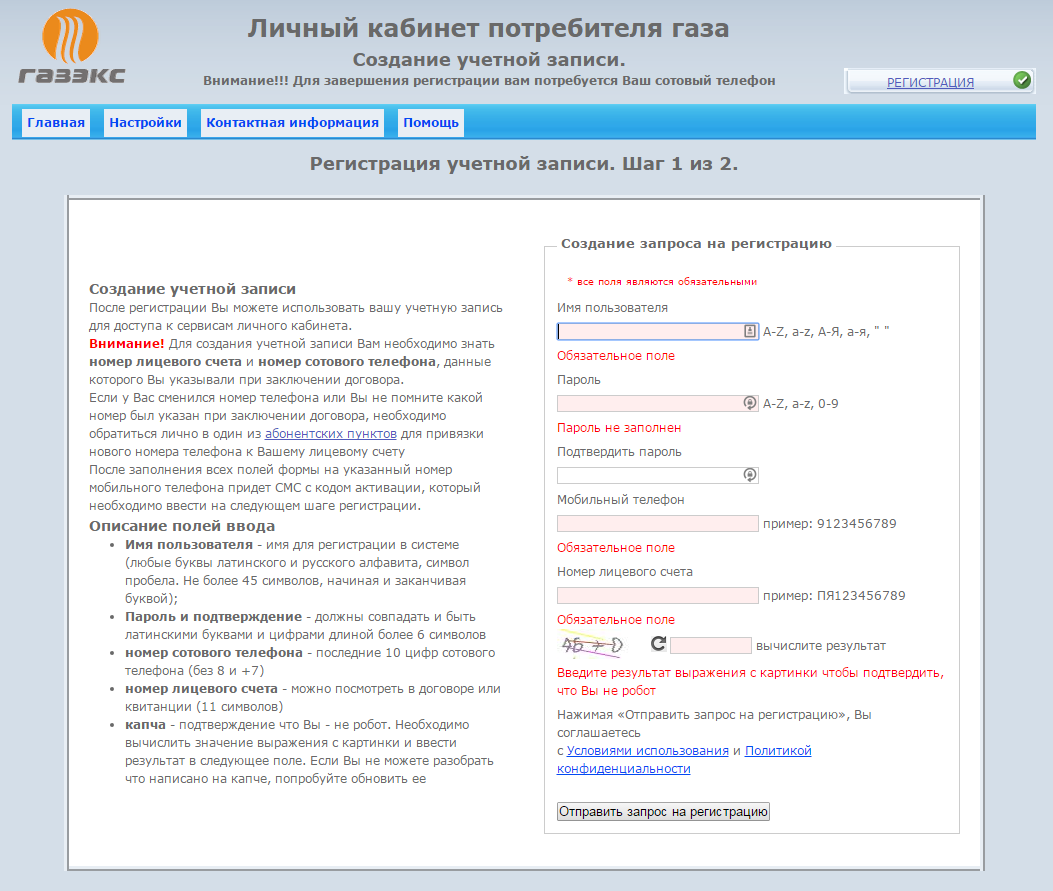 газэкс
Личный кабинет потребителя газа
Создание учетной записи.
Внимание!!! Для завершения регистрации вам потребуется Ваш сотовый телефон
РЕГИСТРАЦИЯ
Главная
Настройки
Контактная информация
Помощь
Регистрация учетной записи. Шаг 1 из 2.
Создание учетной записи
После регистрации Вы можете использовать вашу учетную запись
для доступа к сервисам личного кабинета.
Внимание! Для создания учетной записи Вам необходимо знать
номер лицевого счета и номер сотового телефона, данные
которого Вы указывали при заключении договора.
Если у Вас сменился номер телефона или Вы не помните какой
номер был указан при заключении договора, необходимо
обратиться лично в один из абонентских пунктов для привязки
нового номера телефона к Вашему лицевому счету
После заполнения всех полей формы на указанный номер
мобильного телефона придет СМС с кодом активации, который
необходимо ввести на следующем шаге регистрации.
Описание полей ввода
• Имя пользователя - имя для регистрации в системе
(любые буквы латинского и русского алфавита, символ
пробела. Не более 45 символов, начиная и заканчивая
буквой);
• Пароль и подтверждение - должны совпадать и быть
латинскими буквами и цифрами длиной более 6 символов
• номер сотового телефона - последние 10 цифр сотового
телефона (без 8 и +7)
• номер лицевого счета - можно посмотреть в договоре или
квитанции (11 символов)
• капча - подтверждение что Вы - не робот. Необходимо
вычислить значение выражения с картинки и ввести
результат в следующее поле. Если Вы не можете разобрать
что написано на капче, попробуйте обновить ее
Создание запроса на регистрацию
* все поля являются обязательными
Имя пользователя
A-Z, a-z, А-Я, а-я, " "
Обязательное поле
Пароль
A-Z, a-z, 0-9
Пароль не заполнен
Подтвердить пароль
Мобильный телефон
пример: 9123456789
Обязательное поле
Номер лицевого счета
пример: ПЯ123456789
Обязательное поле
вычислите результат
Введите результат выражения с картинки чтобы подтвердить,
что Вы не робот
Нажимая «Отправить запрос на регистрацию», Вы
соглашаетесь
с Условиями использования и Политикой
конфиденциальности
Отправить запрос на регистрацию